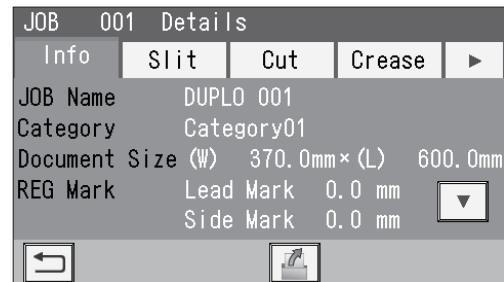 JOB 001 Details
Info Slit Cut Crease ▶
JOB Name DUPLO 001
Category Category01
Document Size (W) 370.0mm×(L) 600.0mm
REG Mark Lead Mark 0.0 mm
Side Mark 0.0 mm